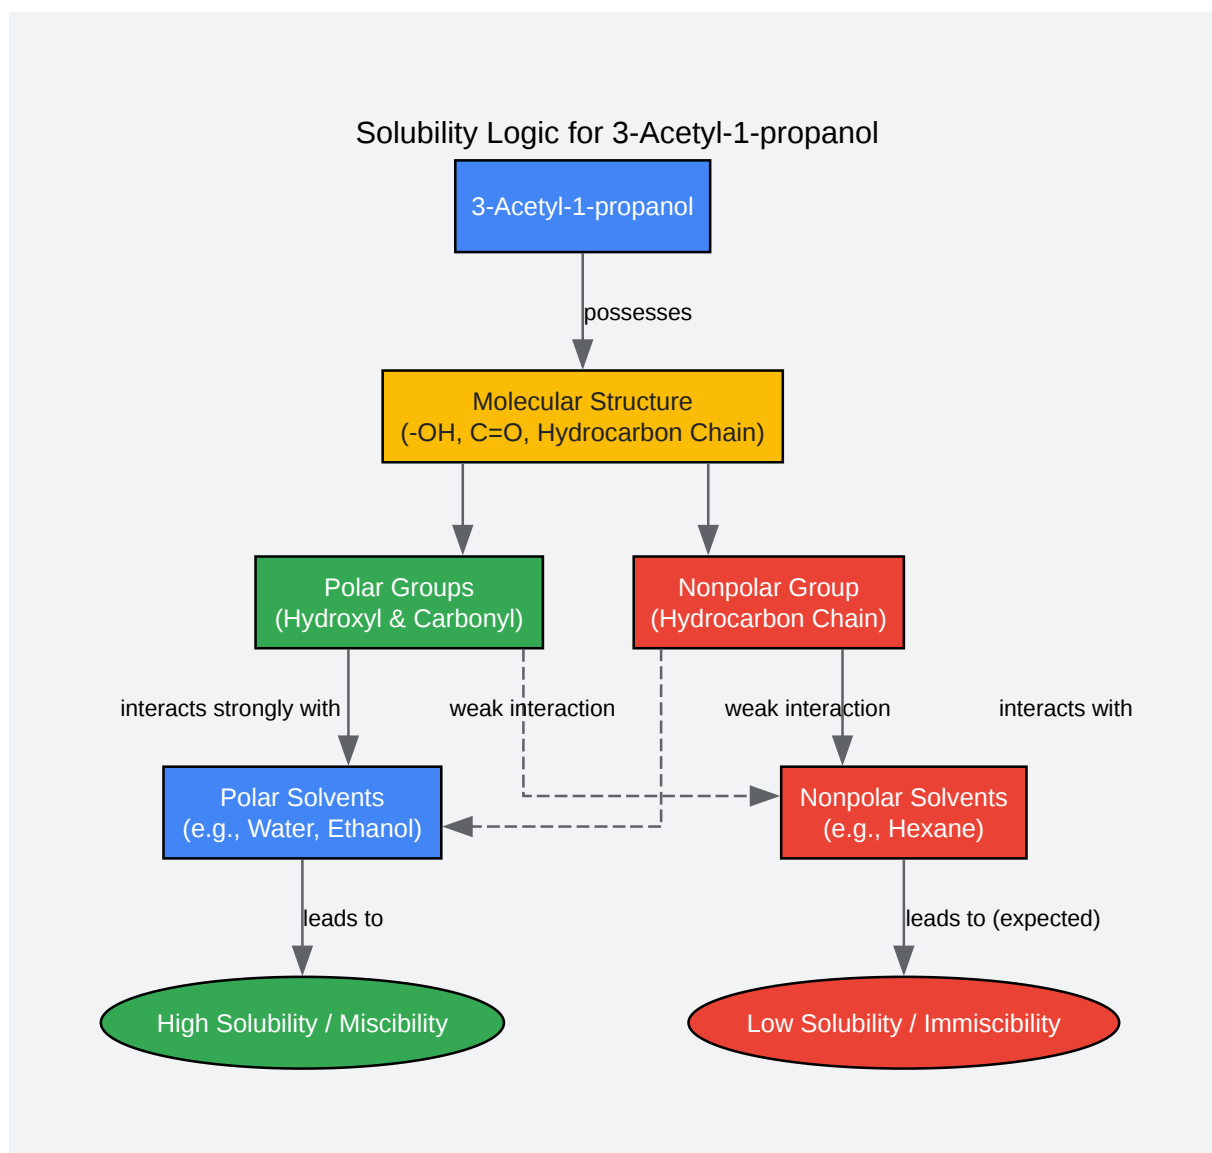 Solubility Logic for 3-Acetyl-1-propanol
3-Acetyl-1-propanol
possesses
Molecular Structure
(-OH, C=O, Hydrocarbon Chain)
Polar Groups
(Hydroxyl & Carbonyl)
Nonpolar Group
(Hydrocarbon Chain)
interacts strongly with
weak interaction
weak interaction
interacts with
Polar Solvents
(e.g., Water, Ethanol)
Nonpolar Solvents
(e.g., Hexane)
leads to
leads to (expected)
High Solubility / Miscibility
Low Solubility / Immiscibility